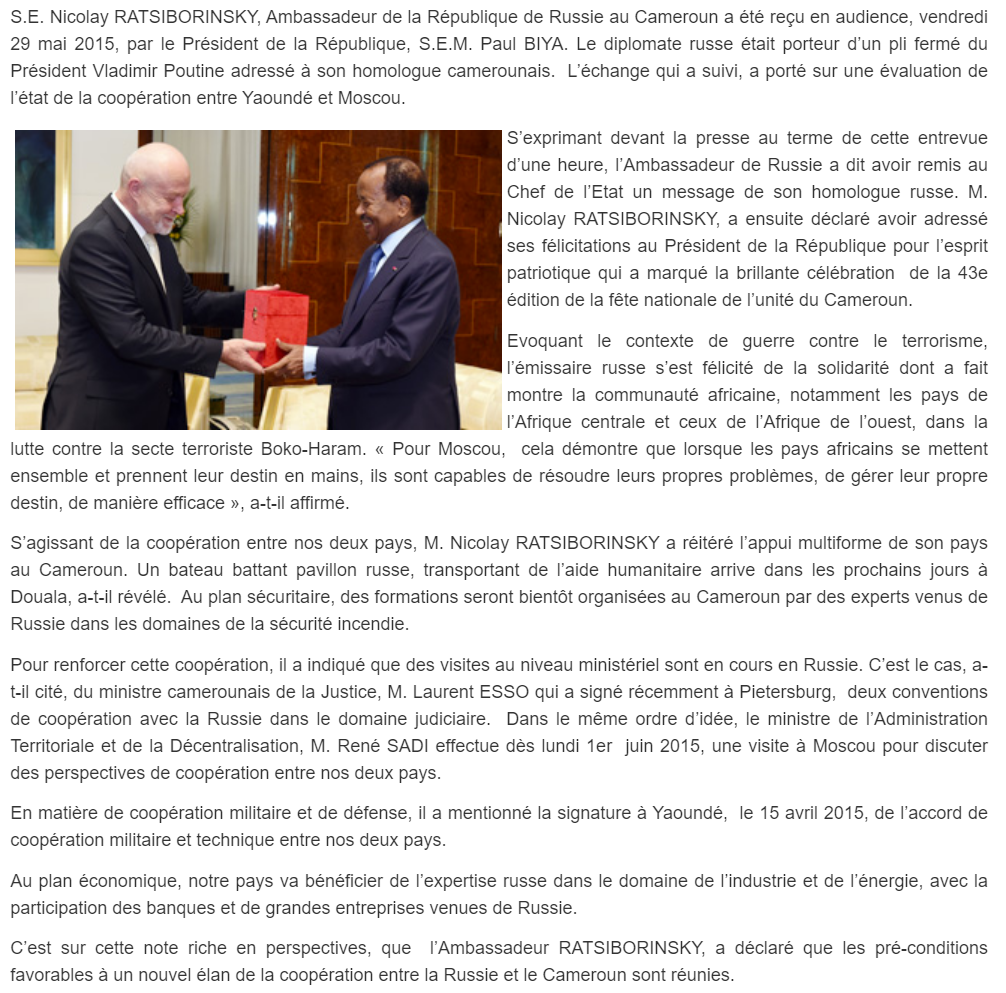 S.E. Nicolay RATSIBORINSKY, Ambassadeur de la République de Russie au Cameroun a été reçu en audience, vendredi
29 mai 2015, par le Président de la République, S.E.M. Paul BIYA. Le diplomate russe était porteur d’un pli fermé du
Président Vladimir Poutine adressé à son homologue camerounais.  L’échange qui a suivi, a porté sur une évaluation de
l’état de la coopération entre Yaoundé et Moscou.
S’exprimant devant la presse au terme de cette entrevue
d’une heure, l’Ambassadeur de Russie a dit avoir remis au
Chef de l’Etat un message de son homologue russe. M.
Nicolay RATSIBORINSKY, a ensuite déclaré avoir adressé
ses félicitations au Président de la République pour l’esprit
patriotique qui a marqué la brillante célébration  de la 43e
édition de la fête nationale de l’unité du Cameroun.
Evoquant le contexte de guerre contre le terrorisme,
l’émissaire russe s’est félicité de la solidarité dont a fait
montre la communauté africaine, notamment les pays de
l’Afrique centrale et ceux de l’Afrique de l’ouest, dans la
lutte contre la secte terroriste Boko-Haram. « Pour Moscou,  cela démontre que lorsque les pays africains se mettent
ensemble et prennent leur destin en mains, ils sont capables de résoudre leurs propres problèmes, de gérer leur propre
destin, de manière efficace », a-t-il affirmé.
S’agissant de la coopération entre nos deux pays, M. Nicolay RATSIBORINSKY a réitéré l’appui multiforme de son pays
au Cameroun. Un bateau battant pavillon russe, transportant de l’aide humanitaire arrive dans les prochains jours à
Douala, a-t-il révélé.  Au plan sécuritaire, des formations seront bientôt organisées au Cameroun par des experts venus de
Russie dans les domaines de la sécurité incendie.
Pour renforcer cette coopération, il a indiqué que des visites au niveau ministériel sont en cours en Russie. C’est le cas, a-
t-il cité, du ministre camerounais de la Justice, M. Laurent ESSO qui a signé récemment à Pietersburg,  deux conventions
de coopération avec la Russie dans le domaine judiciaire.  Dans le même ordre d’idée, le ministre de l’Administration
Territoriale et de la Décentralisation, M. René SADI effectue dès lundi 1er  juin 2015, une visite à Moscou pour discuter
des perspectives de coopération entre nos deux pays.
En matière de coopération militaire et de défense, il a mentionné la signature à Yaoundé,  le 15 avril 2015, de l’accord de
coopération militaire et technique entre nos deux pays.
Au plan économique, notre pays va bénéficier de l’expertise russe dans le domaine de l’industrie et de l’énergie, avec la
participation des banques et de grandes entreprises venues de Russie.
C’est sur cette note riche en perspectives, que  l’Ambassadeur RATSIBORINSKY, a déclaré que les pré-conditions
favorables à un nouvel élan de la coopération entre la Russie et le Cameroun sont réunies.